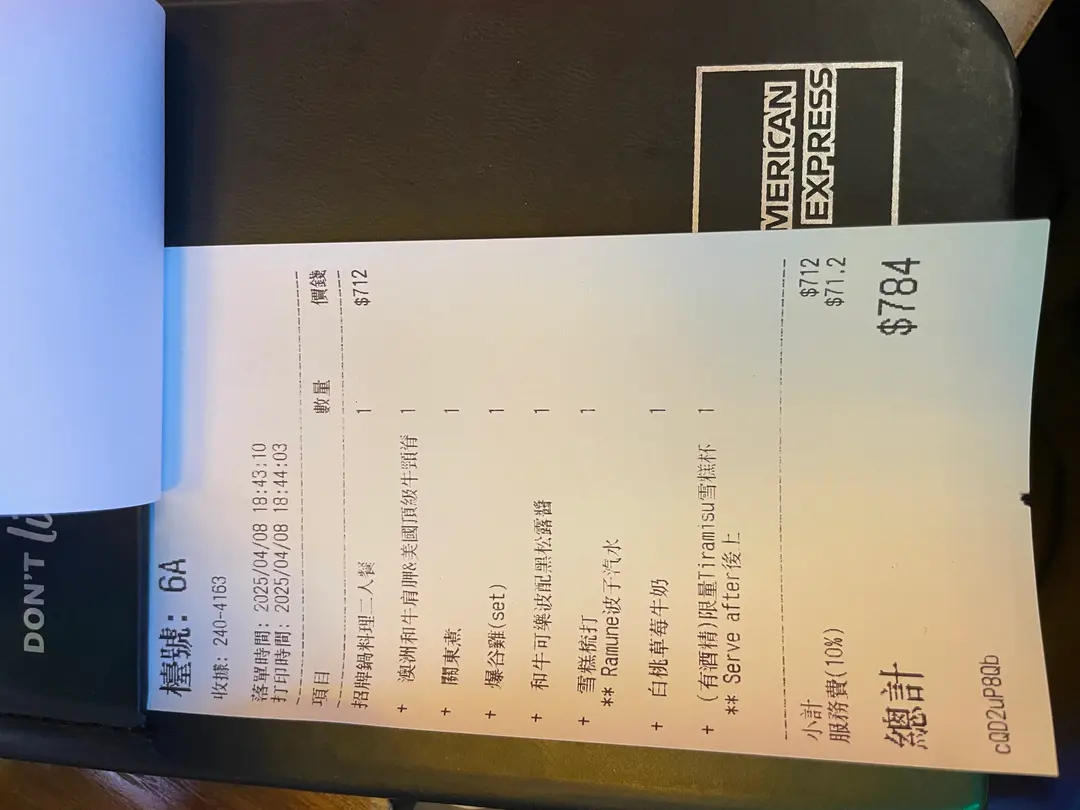 DON'T li
AMERICAN
EXPRESS
檯號: 6A
收據: 240-4163
落單時間: 2025/04/08 18:43:10
打印時間: 2025/04/08 18:44:03
項目 數量 價錢
招牌鍋料理二人餐 1 $712
+ 澳洲和牛肩胛&美國頂級牛頸脊 1
+ 關東煮 1
+ 爆谷雞(set) 1
+ 和牛可樂波配黑松露醬 1
+ 雪糕梳打 1
** Ramune波子汽水
+ 白桃草莓牛奶 1
+ (有酒精)限量Tiramisu雪糕杯 1
** Serve after後上
小計 $712
服務費(10%) $71.2
總計 $784
cQD2uP8Qb